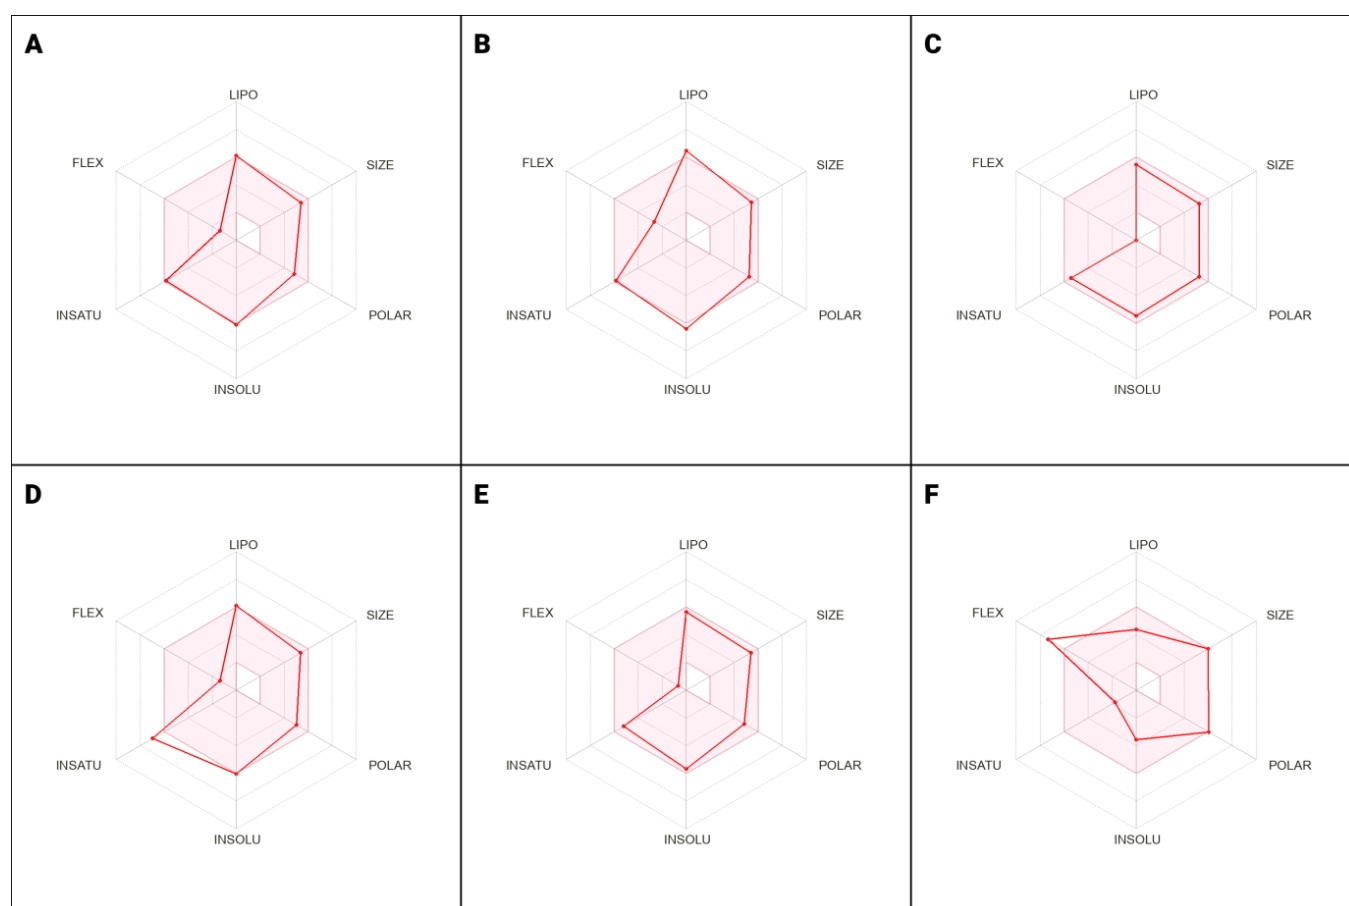 A
LIPO
FLEX
SIZE
INSATU
POLAR
INSOLU
B
LIPO
FLEX
SIZE
INSATU
POLAR
INSOLU
C
LIPO
FLEX
SIZE
INSATU
POLAR
INSOLU
D
LIPO
FLEX
SIZE
INSATU
POLAR
INSOLU
E
LIPO
FLEX
SIZE
INSATU
POLAR
INSOLU
F
LIPO
FLEX
SIZE
INSATU
POLAR
INSOLU